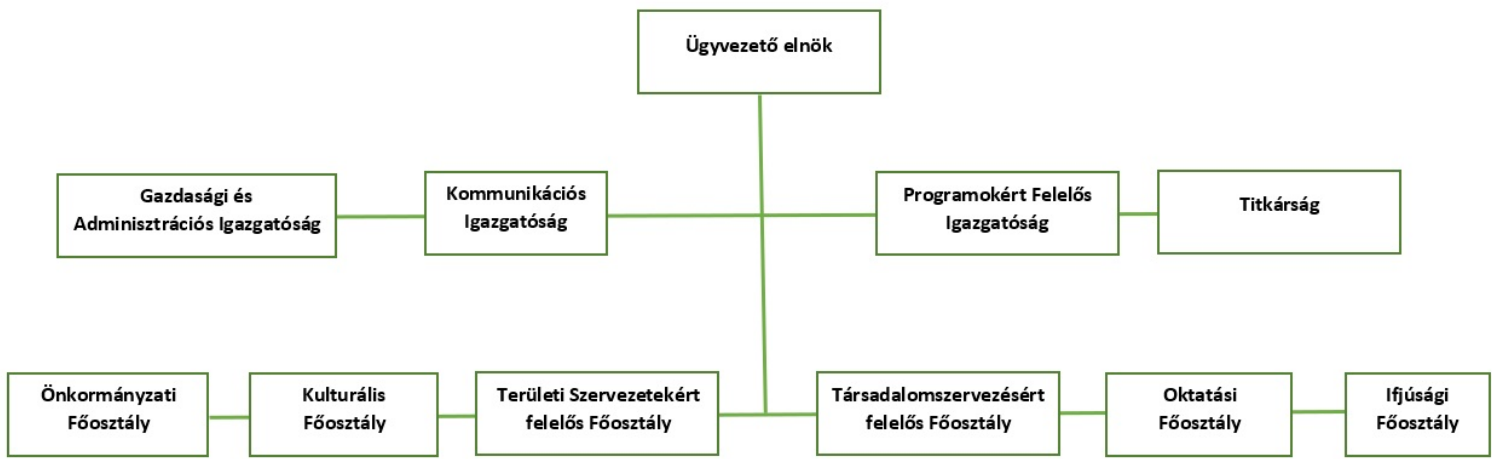 Ügyvezető elnök
Gazdasági és
Adminisztrációs Igazgatóság
Kommunikációs
Igazgatóság
Programokért Felelős
Igazgatóság
Titkárság
Önkormányzati
Főosztály
Kulturális
Főosztály
Területi Szervezetekért
felelős Főosztály
Társadalomszervezésért
felelős Főosztály
Oktatási
Főosztály
Ifjúsági
Főosztály